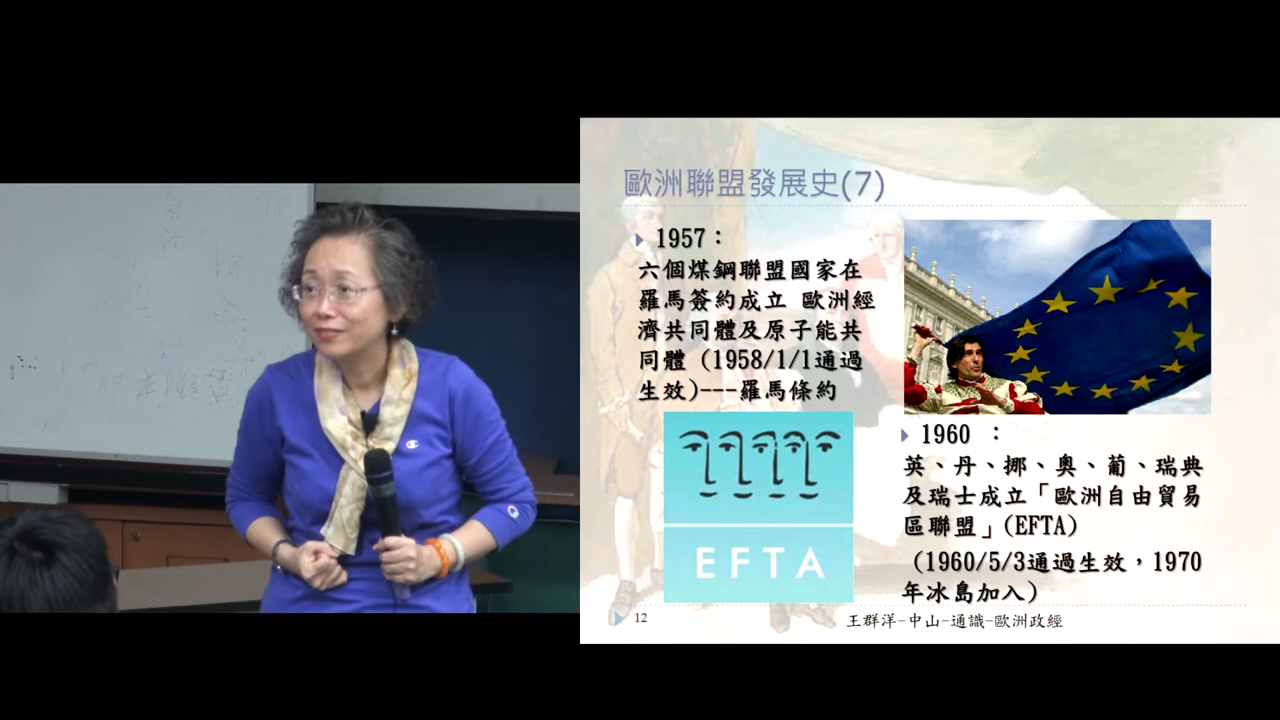 歐洲聯盟發展史(7)
1957：
六個煤鋼聯盟國家在
羅馬簽約成立 歐洲經
濟共同體及原子能共
同體 (1958/1/1通過
生效)---羅馬條約
EFTA
1960 ：
英、丹、挪、奧、葡、瑞典
及瑞士成立「歐洲自由貿易
區聯盟」(EFTA)
(1960/5/3通過生效，1970
年冰島加入)
12
王群洋-中山-通識-歐洲政經